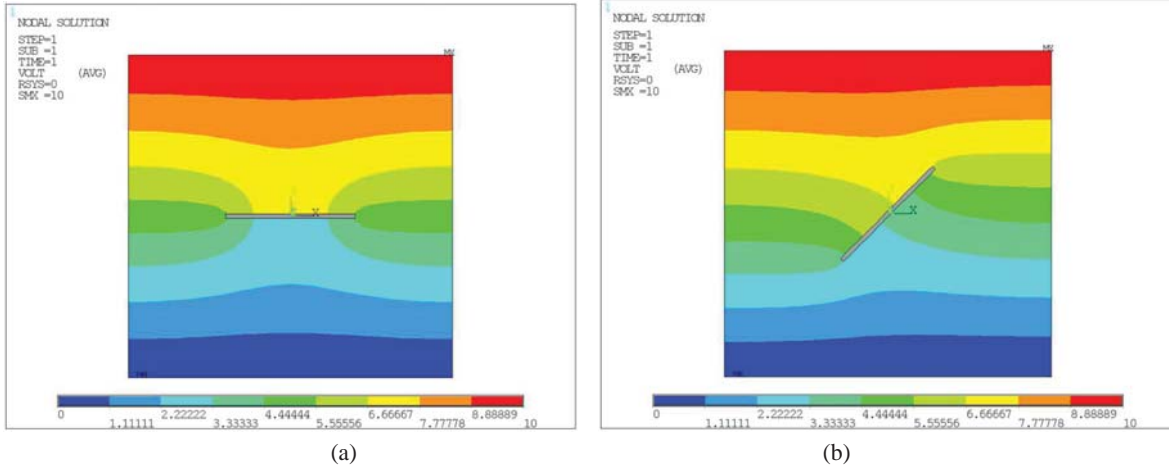 1
NODAL SOLUTION
STEP=1
SUB =1
TIME=1
VOLT (AVG)
RSYS=0
SMX =10
MX
Y
X
MN
0 2.22222 4.44444 6.66667 8.88889
1.11111 3.33333 5.55556 7.77778 10
(a)
1
NODAL SOLUTION
STEP=1
SUB =1
TIME=1
VOLT (AVG)
RSYS=0
SMX =10
MX
X
0 2.22222 4.44444 6.66667 8.88889
1.11111 3.33333 5.55556 7.77778 10
(b)